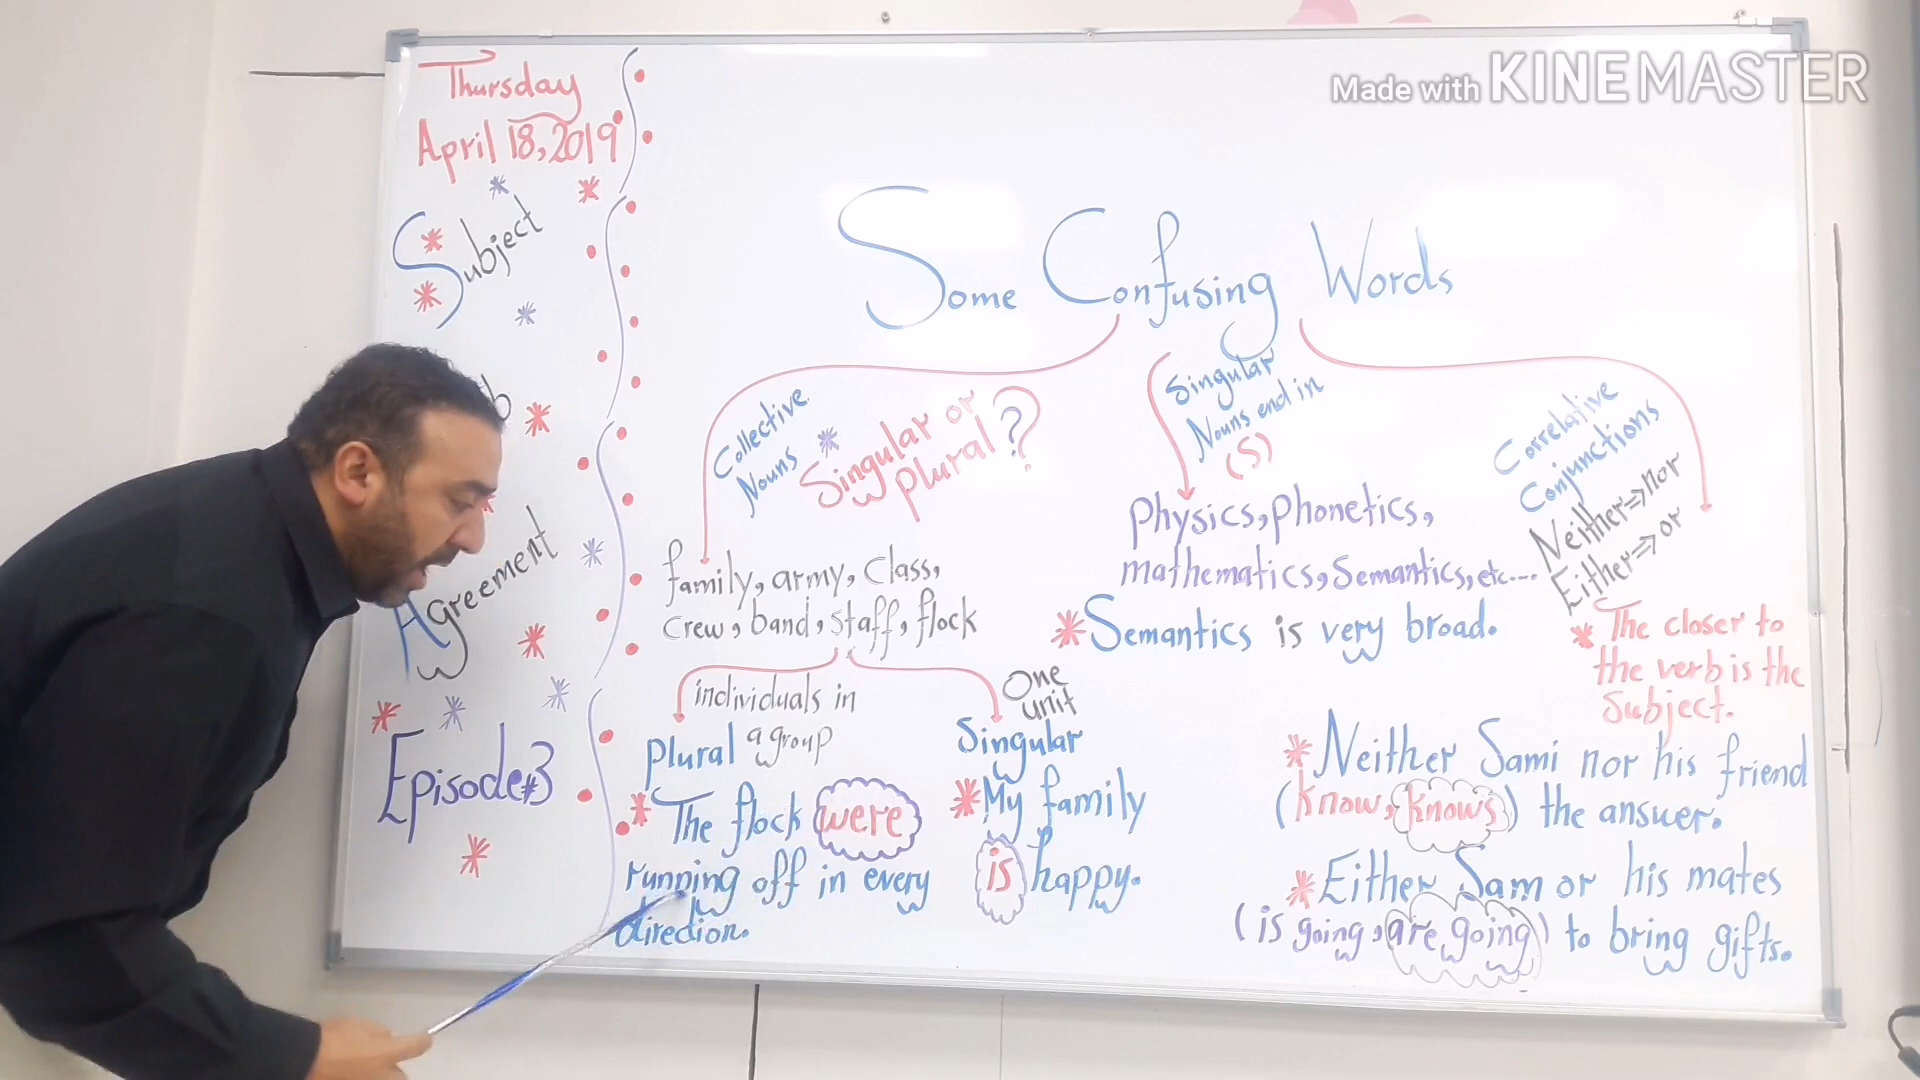 Made with KINEMASTER
Thursday
April 18, 2019
Subject
Agreement
Episode #3
Some Confusing Words
Collective
Nouns
Singular or
plural ?
family, army, class,
crew, band, staff, flock
individuals in
a group
plural
The flock were
running off in every
direction.
One
unit
Singular
My family
is happy.
Singular
Nouns end in
(s)
Physics, phonetics,
mathematics, semantics, etc....
Semantics is very broad.
Correlative
Conjunctions
Neither => nor
Either => or
The closer to
the verb is the
subject.
Neither Sami nor his friend
(know, knows) the answer.
Either Sam or his mates
(is going, are going) to bring gifts.